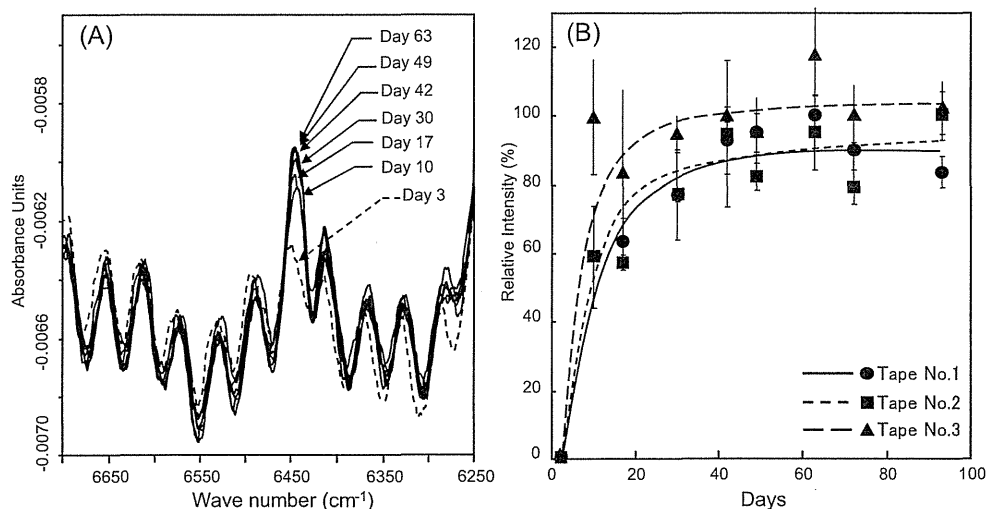 (A)
Day 63
Day 49
Day 42
Day 30
Day 17
Day 10
Day 3
Absorbance Units
-0.0058
-0.0062
-0.0066
-0.0070
6650
6550
6450
6350
6250
Wave number (cm-1)
(B)
Relative Intensity (%)
120
100
80
60
40
20
0
0
20
40
60
80
100
Days
Tape No.1
Tape No.2
Tape No.3